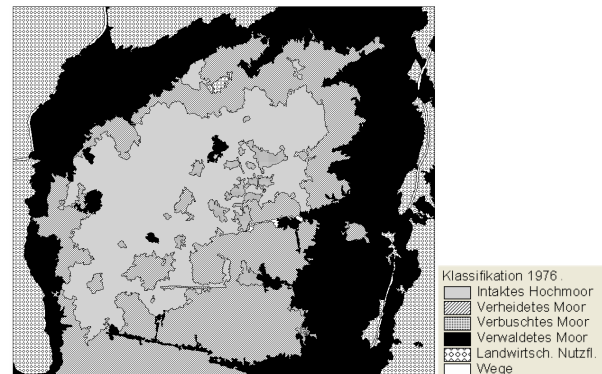 Klassifikation 1976 .
Intaktes Hochmoor
Verheidetes Moor
Verbuschtes Moor
Verwaldetes Moor
Landwirtsch. Nutzfl.
Wege